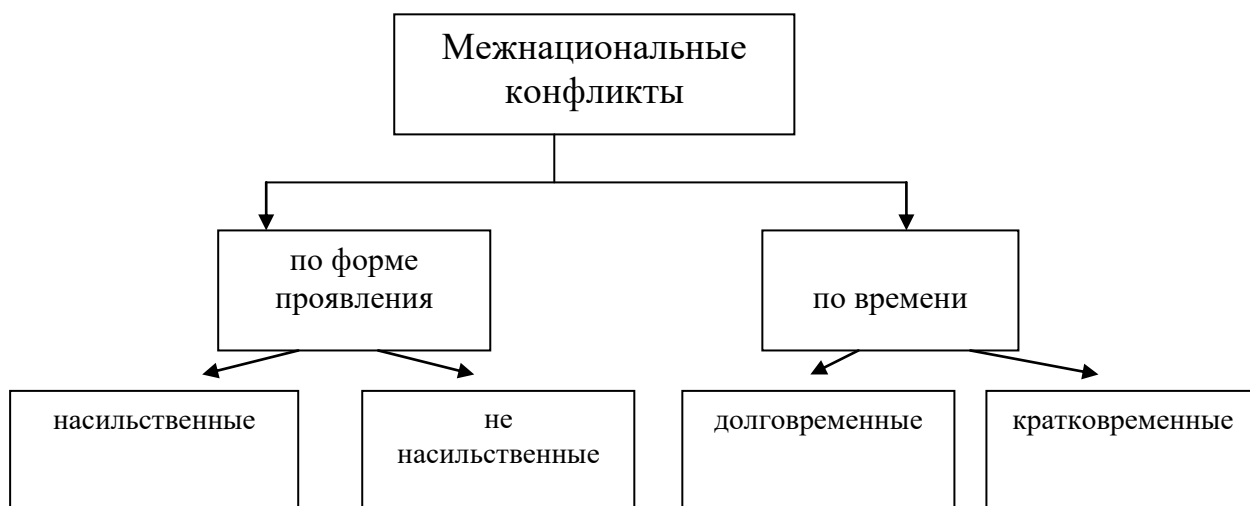 Межнациональные
конфликты
по форме
проявления
по времени
насильственные
не
насильственные
долговременные
кратковременные